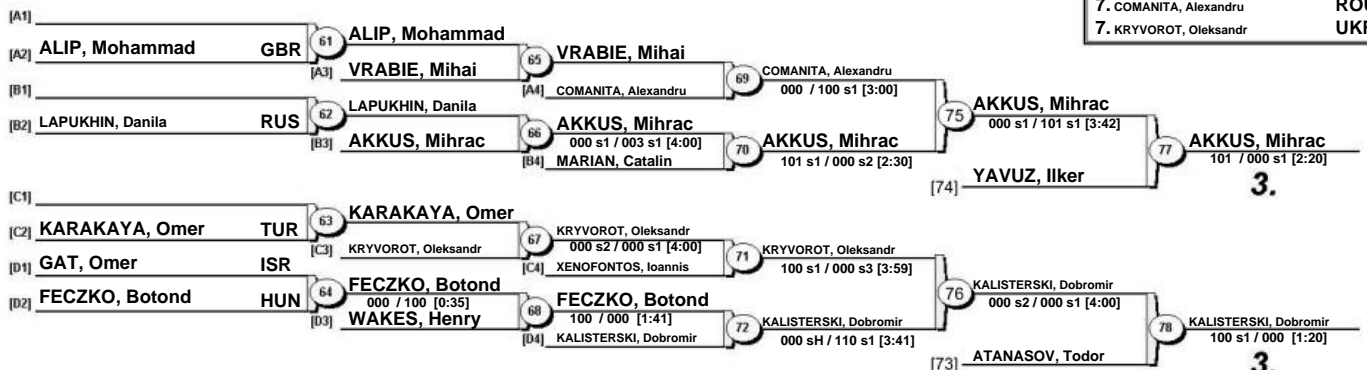 7. COMANITA, Alexandru
7. KRYVOROT, Oleksandr UKR
[A1]
[A2] ALIP, Mohammad GBR
61
ALIP, Mohammad
[A3] VRABIE, Mihai
65
VRABIE, Mihai
[A4] COMANITA, Alexandru
69
COMANITA, Alexandru
000 / 100 s1 [3:00]
[B1]
[B2] LAPUKHIN, Danila RUS
62
LAPUKHIN, Danila
[B3] AKKUS, Mihrac
66
AKKUS, Mihrac
000 s1 / 003 s1 [4:00]
[B4] MARIAN, Catalin
70
AKKUS, Mihrac
101 s1 / 000 s2 [2:30]
75
AKKUS, Mihrac
000 s1 / 101 s1 [3:42]
[74] YAVUZ, Ilker
77
AKKUS, Mihrac
101 / 000 s1 [2:20]
3.
[C1]
[C2] KARAKAYA, Omer TUR
63
KARAKAYA, Omer
[C3] KRYVOROT, Oleksandr
67
KRYVOROT, Oleksandr
000 s2 / 000 s1 [4:00]
[C4] XENOFONTOS, Ioannis
71
KRYVOROT, Oleksandr
100 s1 / 000 s3 [3:59]
[D1] GAT, Omer ISR
[D2] FECZKO, Botond HUN
64
FECZKO, Botond
000 / 100 [0:35]
[D3] WAKES, Henry
68
FECZKO, Botond
100 / 000 [1:41]
[D4] KALISTERSKI, Dobromir
72
KALISTERSKI, Dobromir
000 sH / 110 s1 [3:41]
76
KALISTERSKI, Dobromir
000 s2 / 000 s1 [4:00]
[73] ATANASOV, Todor
78
KALISTERSKI, Dobromir
100 s1 / 000 [1:20]
3.